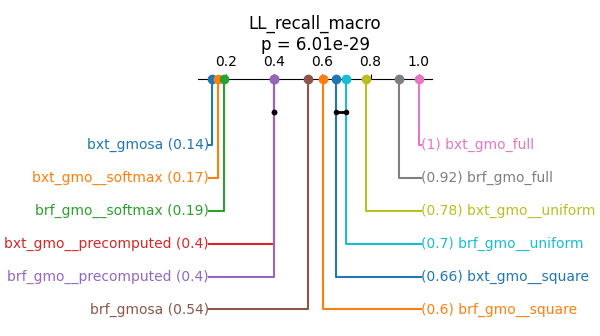 LL_recall_macro
p = 6.01e-29
0.2 0.4 0.6 0.8 1.0
bxt_gmosa (0.14)
(1) bxt_gmo_full
bxt_gmo__softmax (0.17)
(0.92) brf_gmo_full
brf_gmo__softmax (0.19)
(0.78) bxt_gmo__uniform
bxt_gmo__precomputed (0.4)
(0.7) brf_gmo__uniform
brf_gmo__precomputed (0.4)
(0.66) bxt_gmo__square
brf_gmosa (0.54)
(0.6) brf_gmo__square